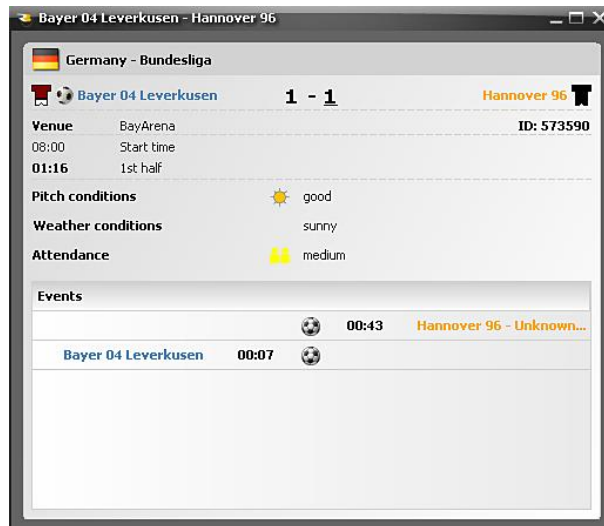 Bayer 04 Leverkusen - Hannover 96
Germany - Bundesliga
Bayer 04 Leverkusen 1 - 1 Hannover 96
Venue BayArena ID: 573590
08:00 Start time
01:16 1st half
Pitch conditions good
Weather conditions sunny
Attendance medium
Events
00:43 Hannover 96 - Unknown...
Bayer 04 Leverkusen 00:07